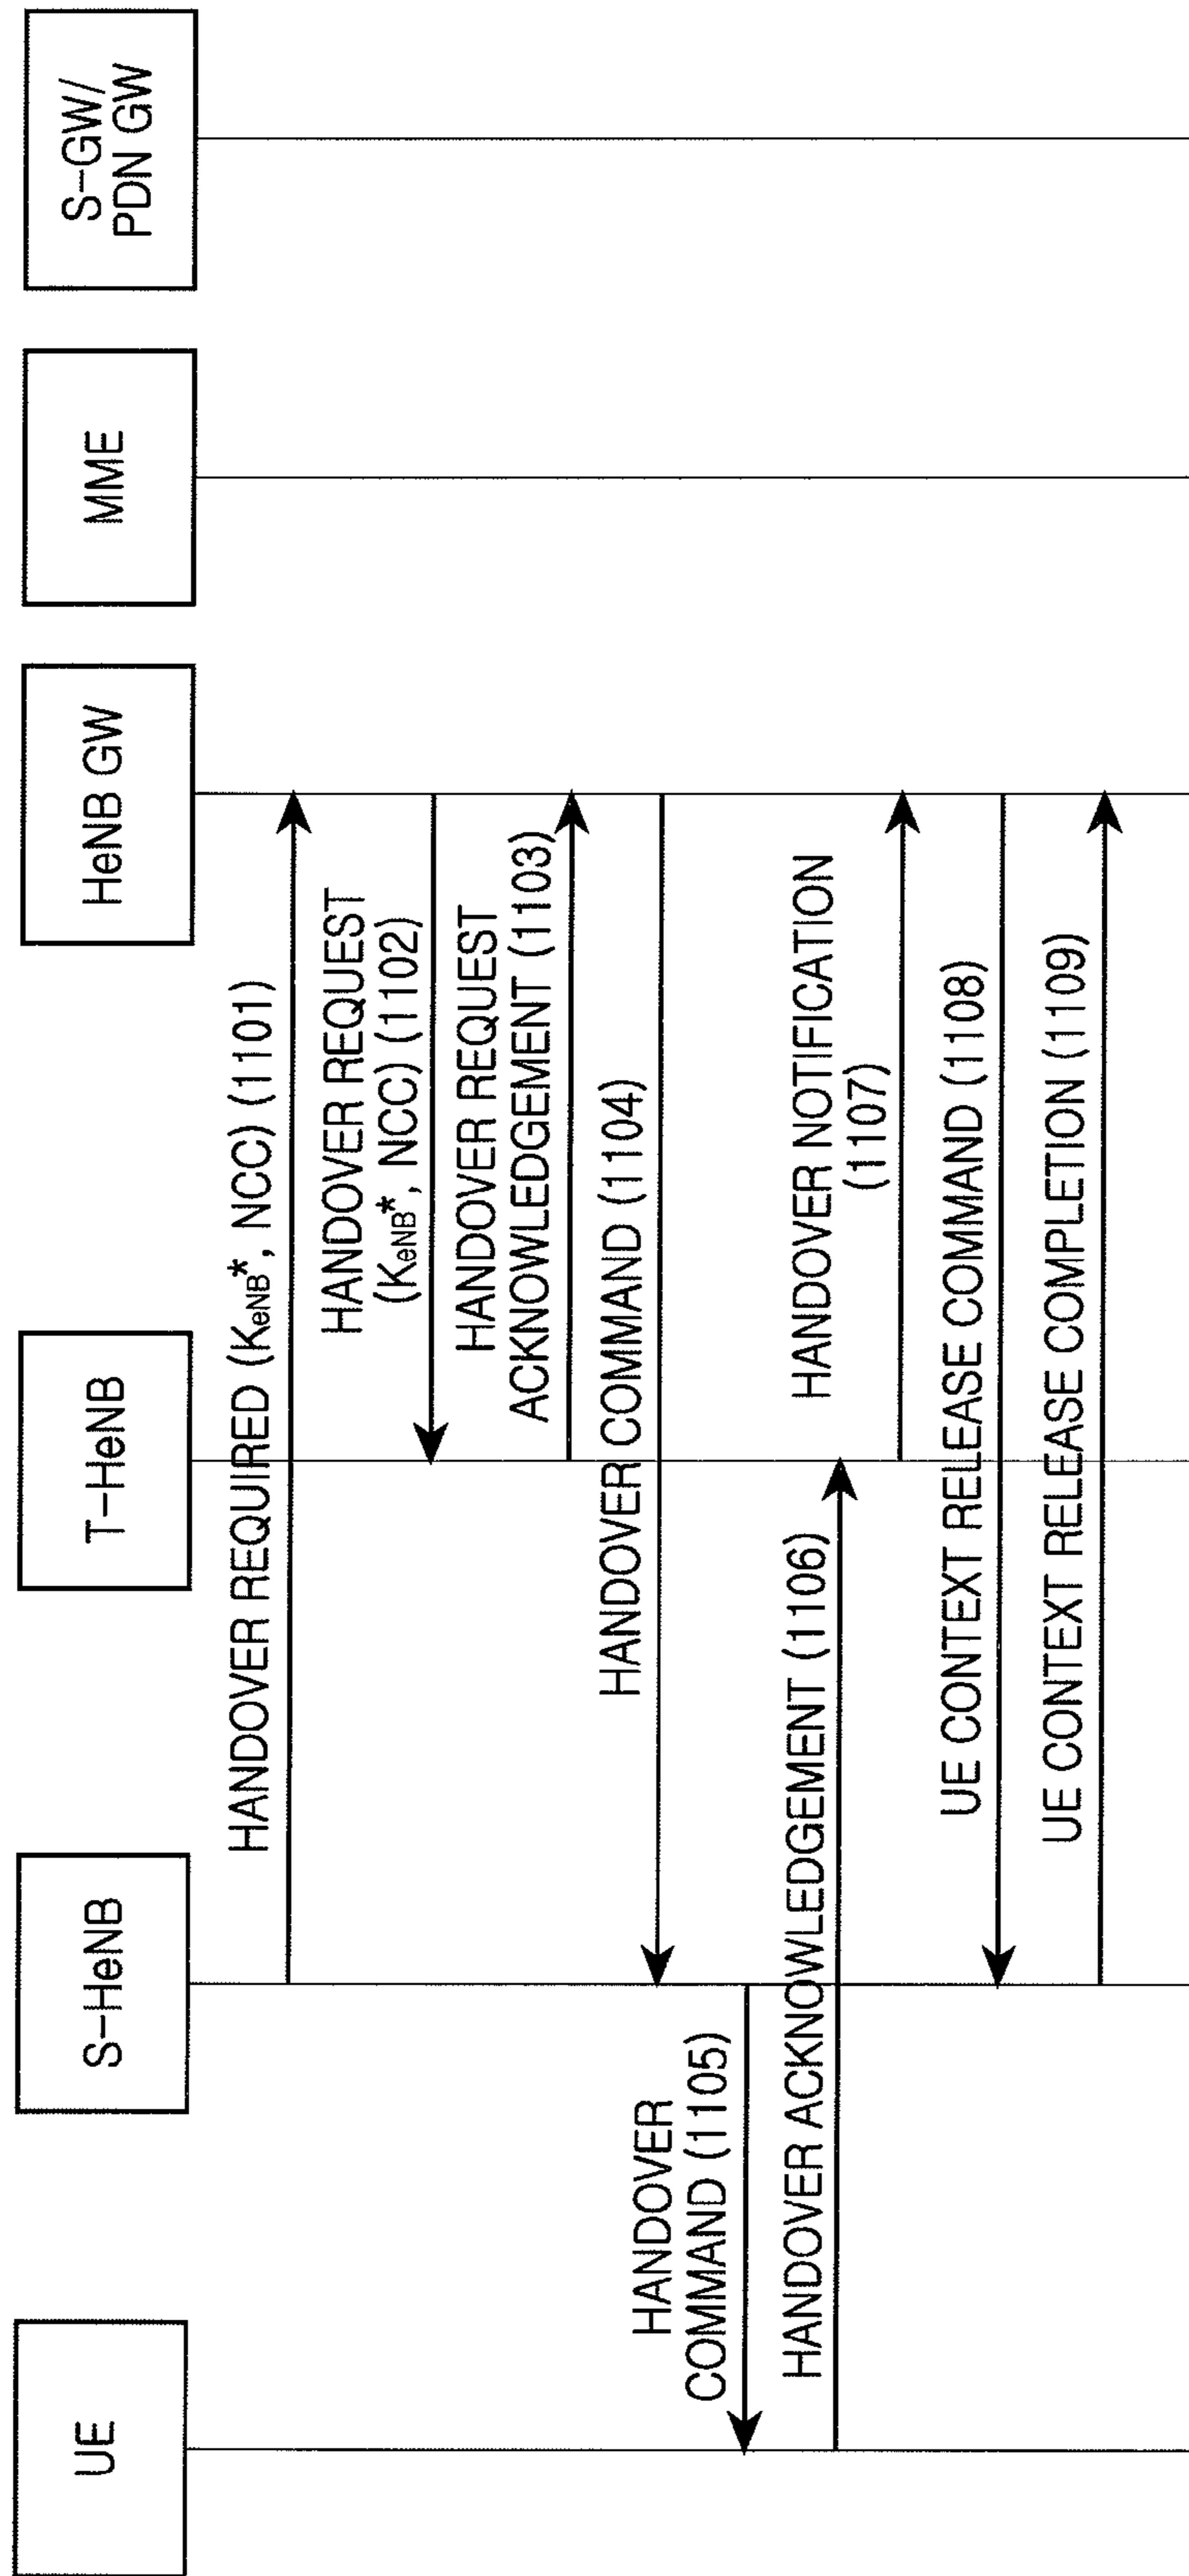 UE
S-HeNB
T-HeNB
HeNB GW
MME
S-GW/
PDN GW
HANDOVER REQUIRED (KeNB*, NCC) (1101)
HANDOVER REQUEST
(KeNB*, NCC) (1102)
HANDOVER REQUEST
ACKNOWLEDGEMENT (1103)
HANDOVER COMMAND (1104)
HANDOVER
COMMAND (1105)
HANDOVER ACKNOWLEDGEMENT (1106)
HANDOVER NOTIFICATION
(1107)
UE CONTEXT RELEASE COMMAND (1108)
UE CONTEXT RELEASE COMPLETION (1109)